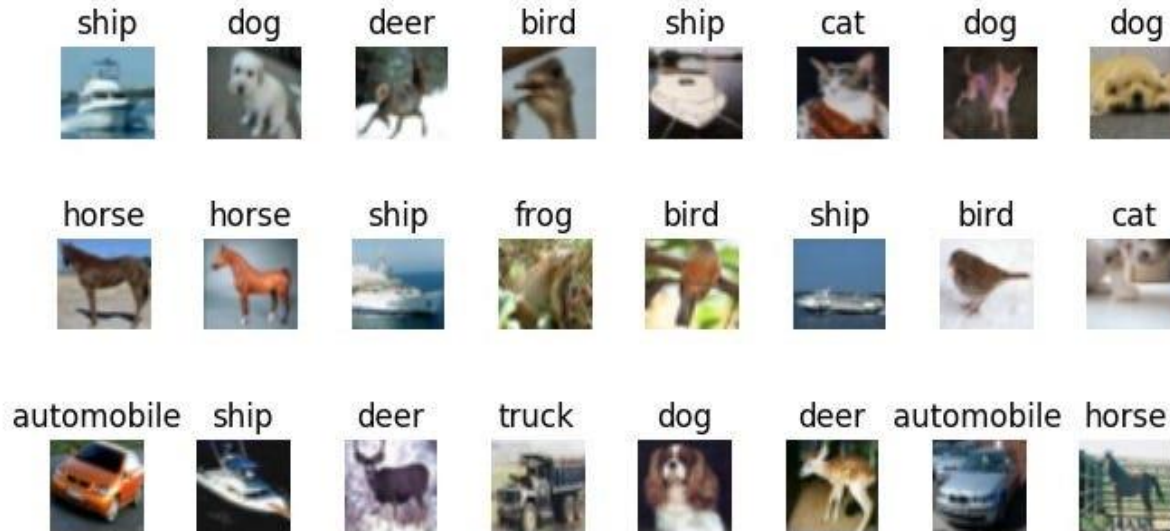 ship dog deer bird ship cat dog dog
horse horse ship frog bird ship bird cat
automobile ship deer truck dog deer automobile horse